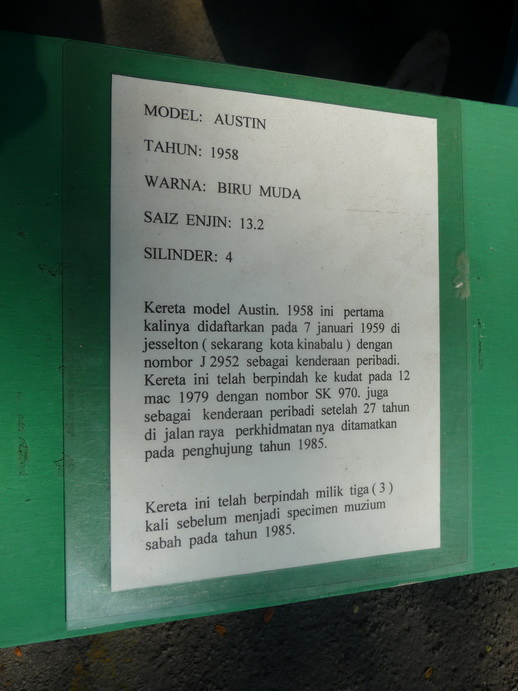 MODEL: AUSTIN
TAHUN: 1958
WARNA: BIRU MUDA
SAIZ ENJIN: 13.2
SILINDER: 4
Kereta model Austin. 1958 ini pertama
kalinya didaftarkan pada 7 januari 1959 di
jesselton ( sekarang kota kinabalu ) dengan
nombor J 2952 sebagai kenderaan peribadi.
Kereta ini telah berpindah ke kudat pada 12
mac 1979 dengan nombor SK 970. juga
sebagai kenderaan peribadi setelah 27 tahun
di jalan raya perkhidmatan nya ditamatkan
pada penghujung tahun 1985.
Kereta ini telah berpindah milik tiga ( 3 )
kali sebelum menjadi specimen muzium
sabah pada tahun 1985.